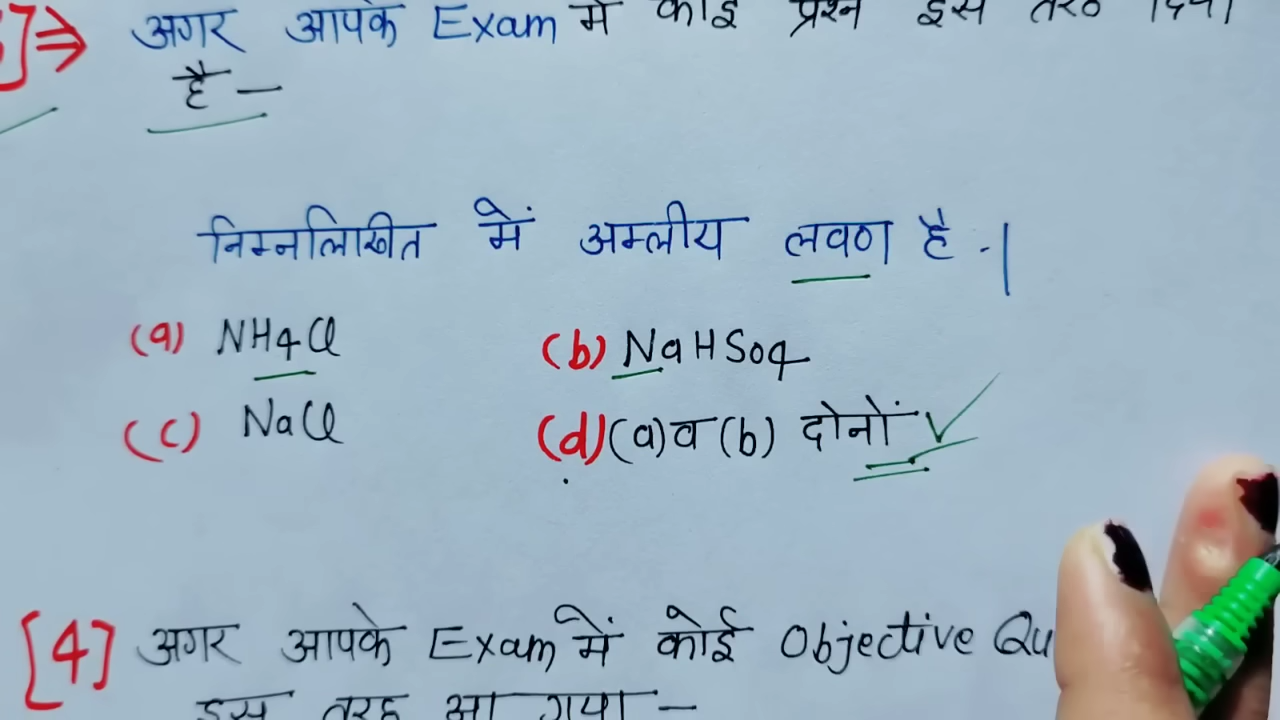 ]⇒ अगर आपके Exam में कोई प्रश्न इस तरह दिया
है –
निम्नलिखीत में अम्लीय लवण है -|
(a) NH4Cl (b) NaHSO4
(c) NaCl (d) (a) व (b) दोनों ✓
[4] अगर आपके Exam में कोई Objective Qu
इस तरह आ गया –